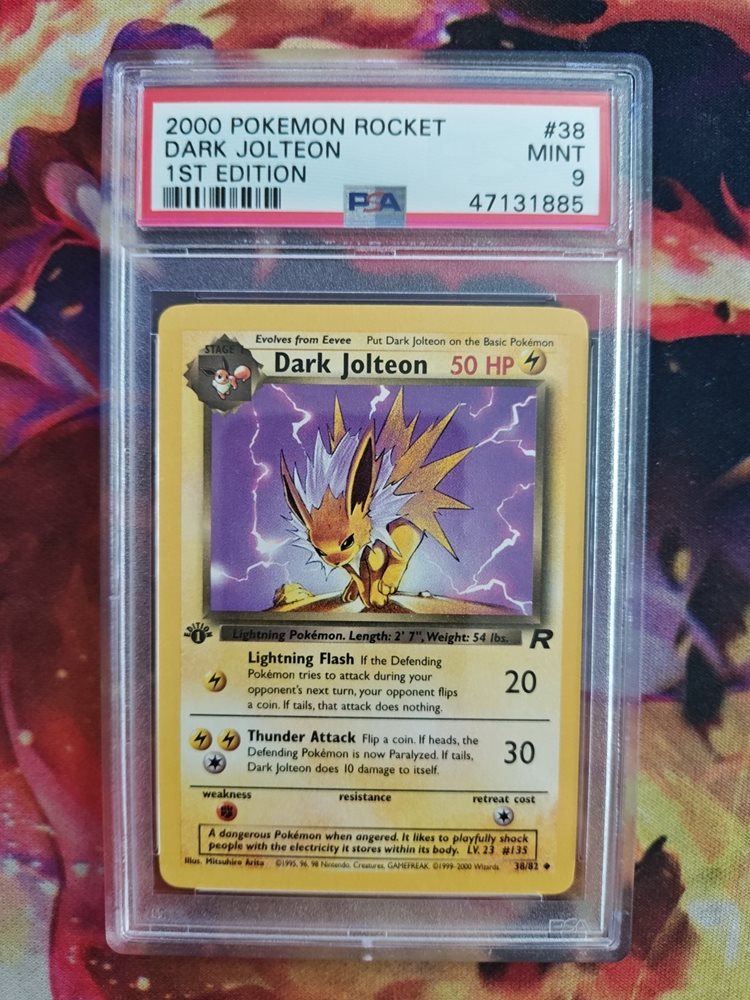 2000 POKEMON ROCKET #38
DARK JOLTEON MINT
1ST EDITION 9
PSA 47131885
Evolves from Eevee Put Dark Jolteon on the Basic Pokémon
STAGE 1
Dark Jolteon 50 HP
EDITION 1
Lightning Pokémon. Length: 2' 7", Weight: 54 lbs.
R
Lightning Flash If the Defending
Pokémon tries to attack during your
opponent's next turn, your opponent flips
a coin. If tails, that attack does nothing.
20
Thunder Attack Flip a coin. If heads, the
Defending Pokémon is now Paralyzed. If tails,
Dark Jolteon does 10 damage to itself.
30
weakness resistance retreat cost
A dangerous Pokémon when angered. It likes to playfully shock
people with the electricity it stores within its body. LV. 23 #135
Illus. Mitsuhiro Arita ©1995, 96, 98 Nintendo, Creatures, GAMEFREAK. ©1999-2000 Wizards. 38/82
PSA